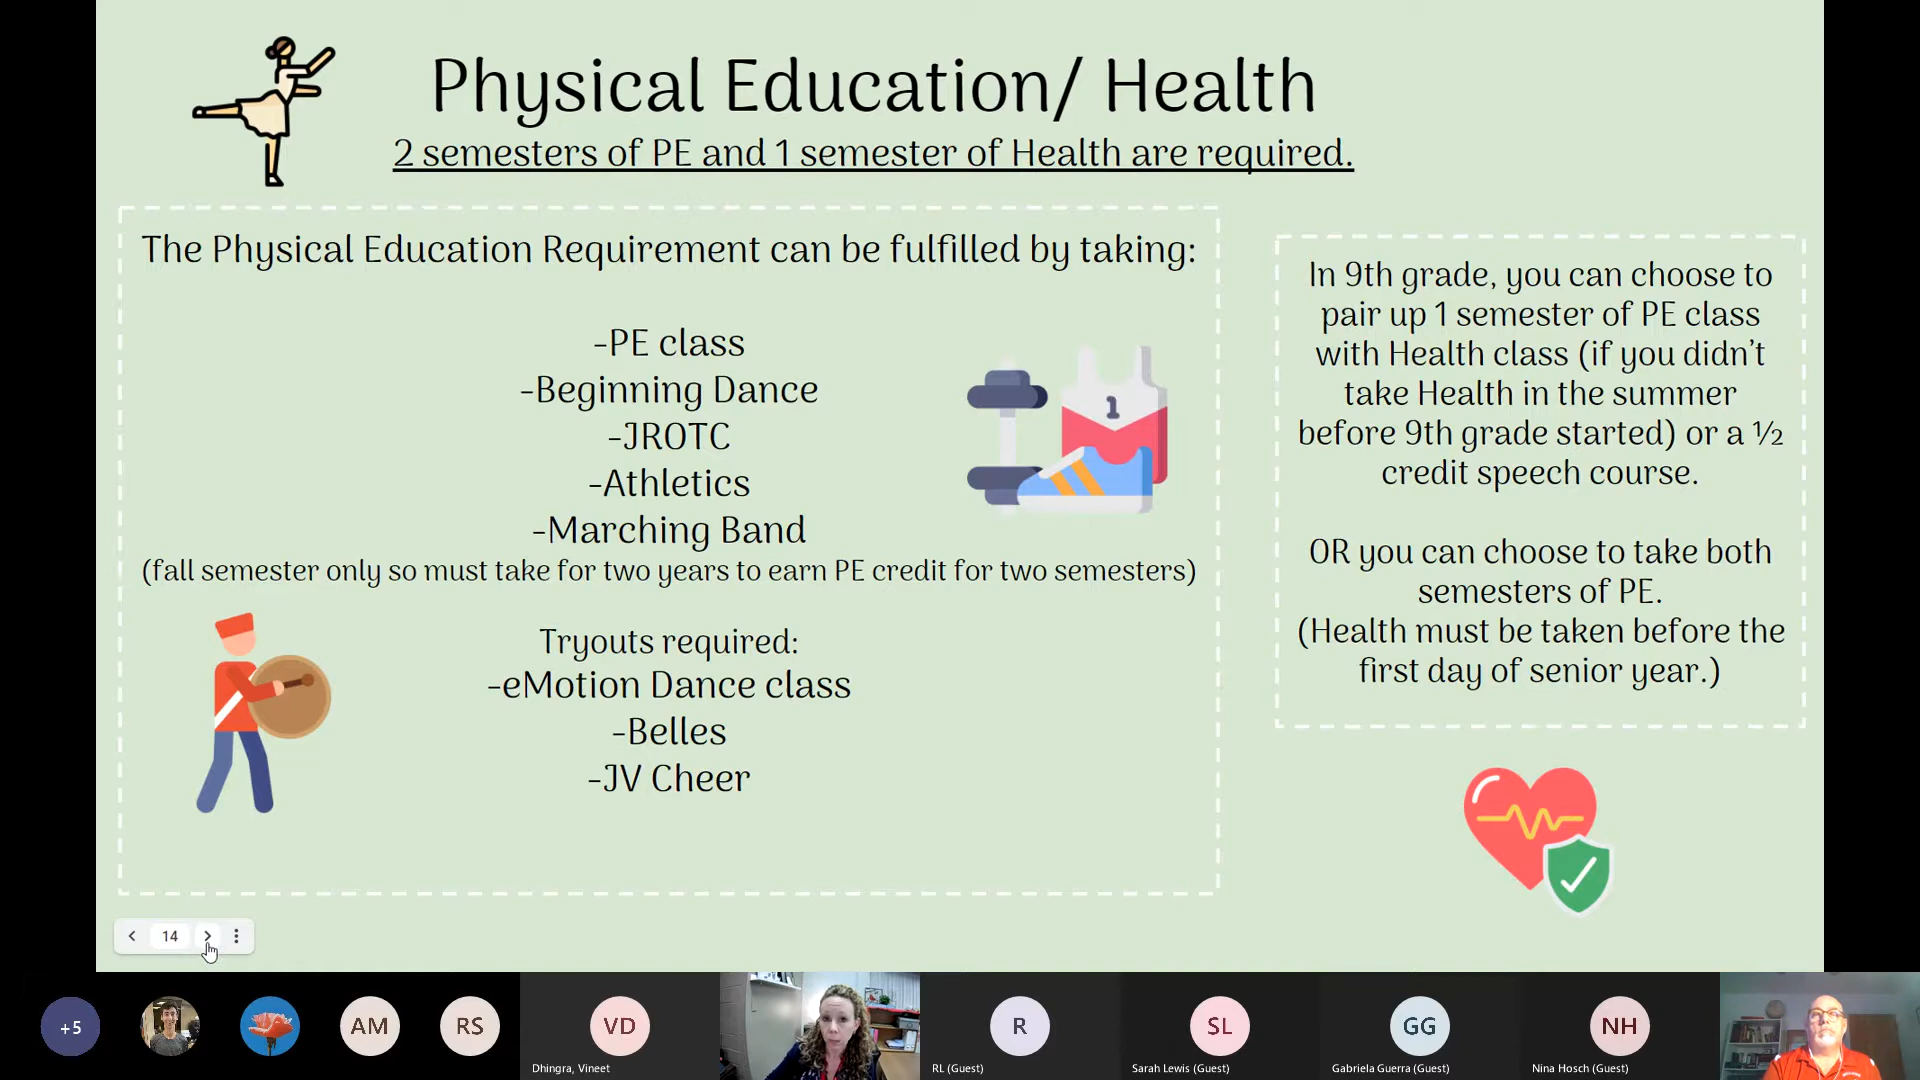 Physical Education/ Health
2 semesters of PE and 1 semester of Health are required.
The Physical Education Requirement can be fulfilled by taking:
-PE class
-Beginning Dance
-JROTC
-Athletics
-Marching Band
(fall semester only so must take for two years to earn PE credit for two semesters)
Tryouts required:
-eMotion Dance class
-Belles
-JV Cheer
1
In 9th grade, you can choose to
pair up 1 semester of PE class
with Health class (if you didn't
take Health in the summer
before 9th grade started) or a ½
credit speech course.
OR you can choose to take both
semesters of PE.
(Health must be taken before the
first day of senior year.)
14
+5
AM
RS
VD
Dhingra, Vineet
R
RL (Guest)
SL
Sarah Lewis (Guest)
GG
Gabriela Guerra (Guest)
NH
Nina Hosch (Guest)